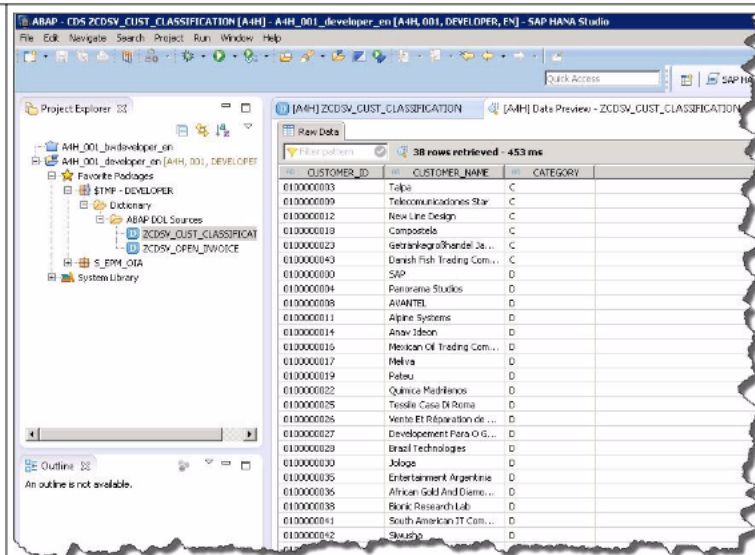 ABAP - CDS ZCDSV_CUST_CLASSIFICATION [A4H] - A4H_001_developer_en [A4H, 001, DEVELOPER, EN] - SAP HANA Studio
File Edit Navigate Search Project Run Window Help
Quick Access
SAP HA
Project Explorer
[A4H] ZCDSV_CUST_CLASSIFICATION
[A4H] Data Preview - ZCDSV_CUST_CLASSIFICATION
Raw Data
Filter pattern
38 rows retrieved - 453 ms
A4H_001_bwdeveloper_en
A4H_001_developer_en [A4H, 001, DEVELOPE
Favorite Packages
$TMP - DEVELOPER
Dictionary
ABAP DDL Sources
ZCDSV_CUST_CLASSIFICAT
ZCDSV_OPEN_INVOICE
S_EPM_OIA
System Library
CUSTOMER_ID CUSTOMER_NAME CATEGORY
0100000003 Talpa C
0100000009 Telecomunicaciones Star C
0100000012 New Line Design C
0100000018 Compostela C
0100000023 Getränkegroßhandel Ja... C
0100000043 Danish Fish Trading Com... C
0100000000 SAP D
0100000004 Panorama Studios D
0100000008 AVANTEL D
0100000011 Alpine Systems D
0100000014 Anav Ideon D
0100000016 Mexican Oil Trading Com... D
0100000017 Meliva D
0100000019 Pateu D
0100000022 Quimica Madrilenos D
0100000025 Tessile Casa Di Roma D
0100000026 Vente Et Réparation de ... D
0100000027 Developement Para O G... D
0100000028 Brazil Technologies D
0100000030 Jologa D
0100000035 Entertainment Argentinia D
0100000036 African Gold And Diamo... D
0100000038 Bionic Research Lab D
0100000041 South American IT Com... D
0100000042 Siwusha D
Outline
An outline is not available.